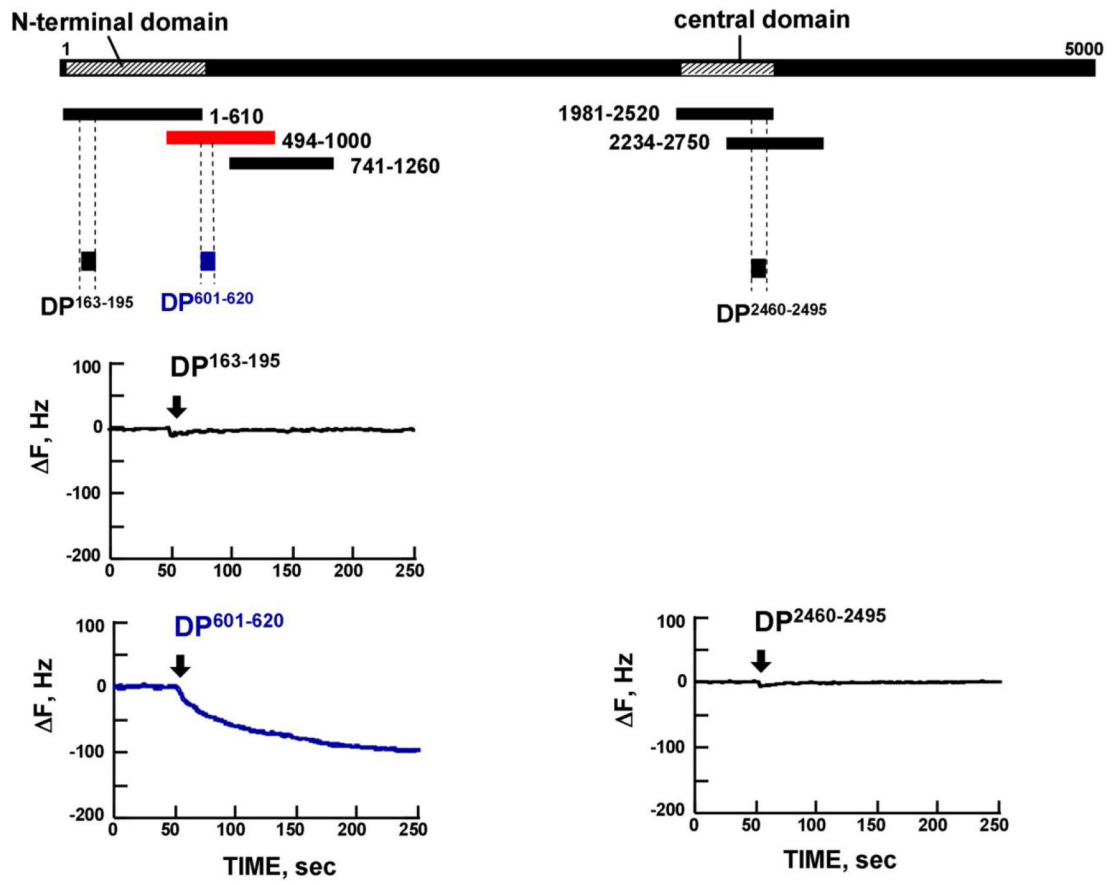 N-terminal domain
central domain
1
5000
1-610
1981-2520
494-1000
2234-2750
741-1260
DP163-195
DP601-620
DP2460-2495
DP163-195
100
0
-100
-200
ΔF, Hz
0 50 100 150 200 250
DP601-620
100
0
-100
-200
ΔF, Hz
0 50 100 150 200 250
TIME, sec
DP2460-2495
100
0
-100
-200
ΔF, Hz
0 50 100 150 200 250
TIME, sec